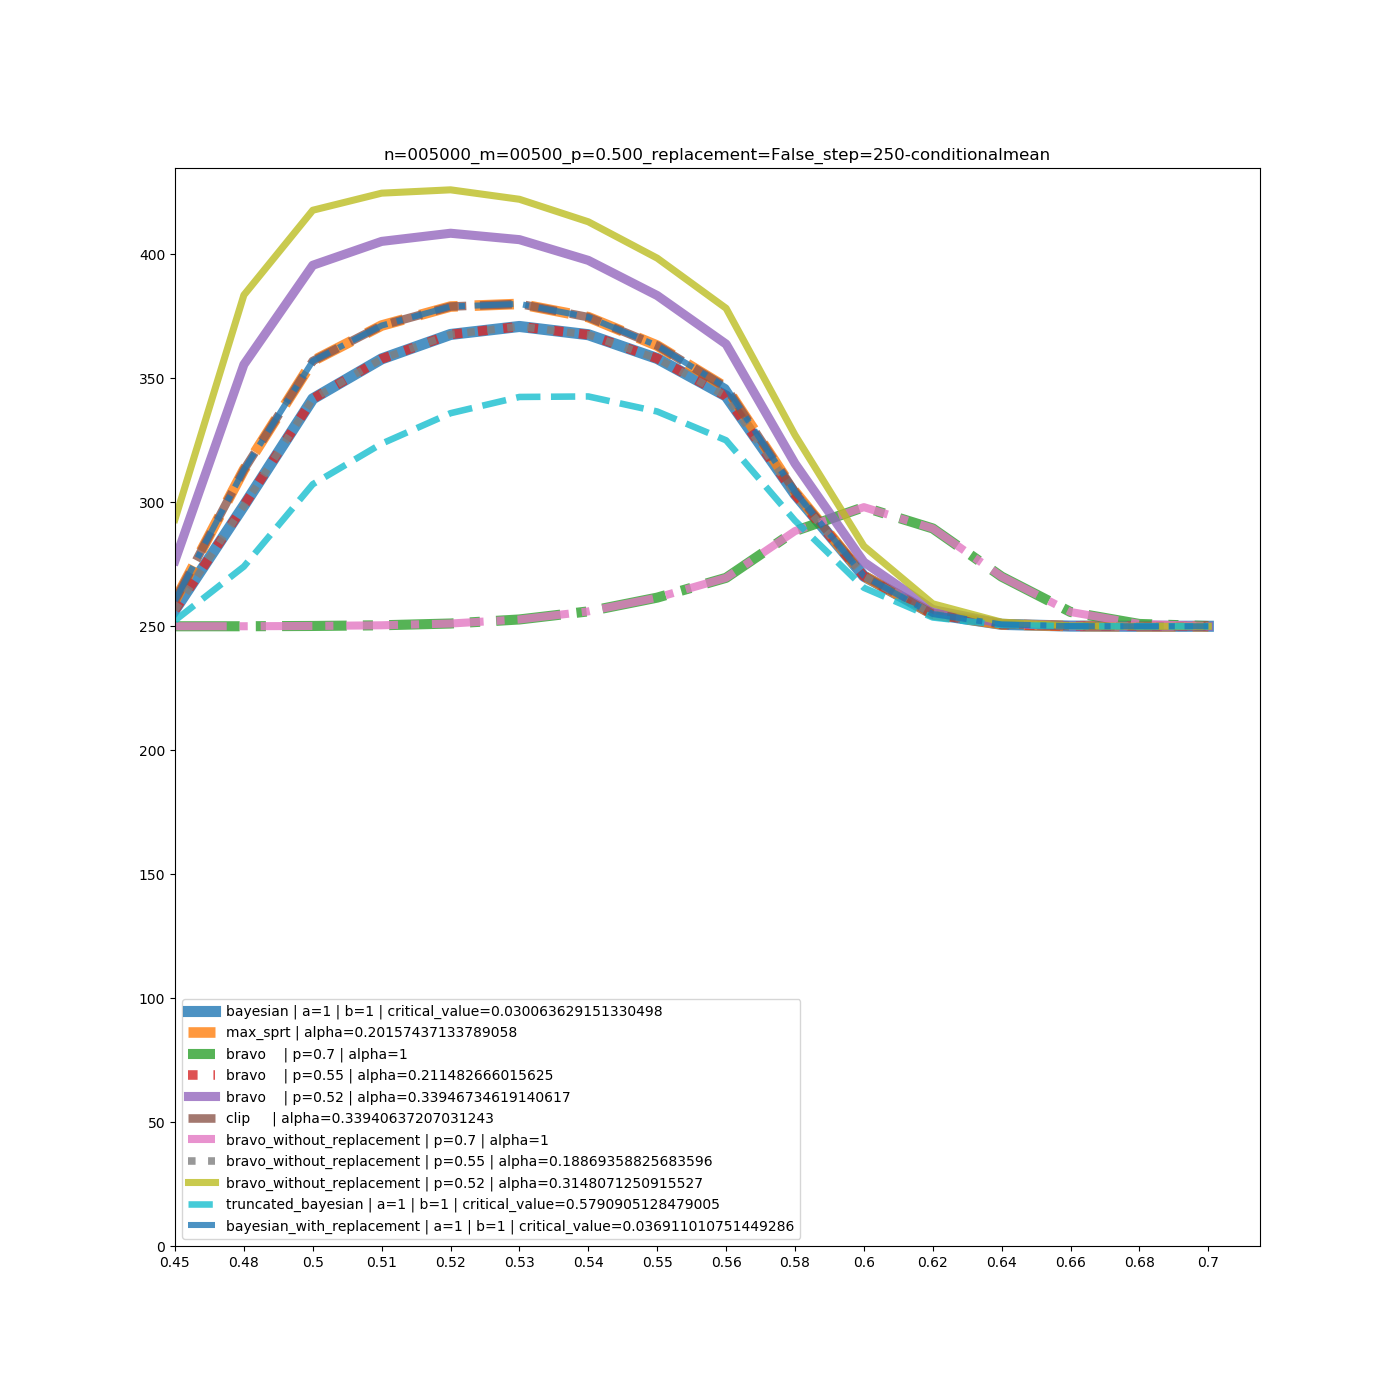 n=005000_m=00500_p=0.500_replacement=False_step=250-conditionalmean
400
350
300
250
200
150
100
50
0
bayesian | a=1 | b=1 | critical_value=0.030063629151330498
max_sprt | alpha=0.20157437133789058
bravo | p=0.7 | alpha=1
bravo | p=0.55 | alpha=0.211482666015625
bravo | p=0.52 | alpha=0.33946734619140617
clip | alpha=0.33940637207031243
bravo_without_replacement | p=0.7 | alpha=1
bravo_without_replacement | p=0.55 | alpha=0.18869358825683596
bravo_without_replacement | p=0.52 | alpha=0.3148071250915527
truncated_bayesian | a=1 | b=1 | critical_value=0.5790905128479005
bayesian_with_replacement | a=1 | b=1 | critical_value=0.036911010751449286
0.45 0.48 0.5 0.51 0.52 0.53 0.54 0.55 0.56 0.58 0.6 0.62 0.64 0.66 0.68 0.7